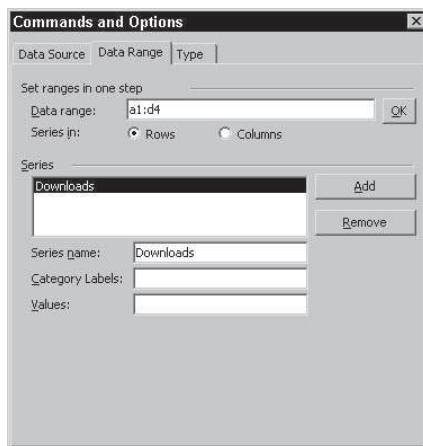 Commands and Options
Data Source Data Range Type
Set ranges in one step
Data range: a1:d4 OK
Series in: Rows Columns
Series
Downloads
Add
Remove
Series name: Downloads
Category Labels:
Values: